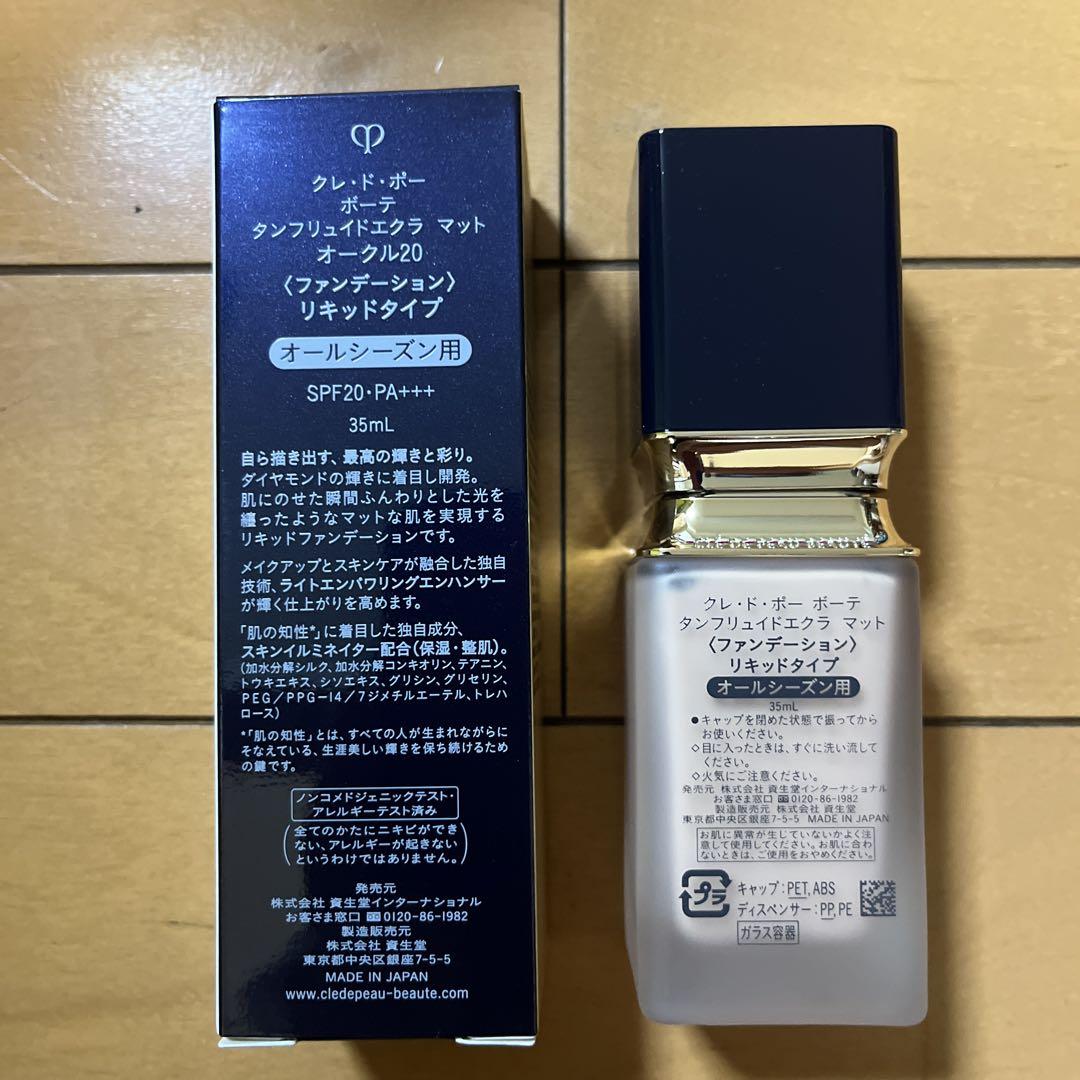 クレ・ド・ポー
ボーテ
タンフリュイドエクラ マット
オークル20
〈ファンデーション〉
リキッドタイプ
オールシーズン用
SPF20・PA+++
35mL
自ら描き出す、最高の輝きと彩り。
ダイヤモンドの輝きに着目し開発。
肌にのせた瞬間ふんわりとした光を
纏ったようなマットな肌を実現する
リキッドファンデーションです。
メイクアップとスキンケアが融合した独自
技術、ライトエンパワリングエンハンサー
が輝く仕上がりを高めます。
「肌の知性*」に着目した独自成分、
スキンイルミネイター配合(保湿・整肌)。
(加水分解シルク、加水分解コンキオリン、テアニン、
トウキエキス、シソエキス、グリシン、グリセリン、
PEG/PPG-14/7ジメチルエーテル、トレハ
ロース)
*「肌の知性」とは、すべての人が生まれながらに
そなえている、生涯美しい輝きを保ち続けるため
の鍵です。
ノンコメドジェニックテスト・
アレルギーテスト済み
(全てのかたにニキビができ
ない、アレルギーが起きない
というわけではありません。)
発売元
株式会社 資生堂インターナショナル
お客さま窓口 0120-86-1982
製造販売元
株式会社 資生堂
東京都中央区銀座7-5-5
MADE IN JAPAN
www.cledepeau-beaute.com
CLÉ DE PEAU BEAUTÉ
クレ・ド・ポー ボーテ
タンフリュイドエクラ マット
〈ファンデーション〉
リキッドタイプ
オールシーズン用
35mL
●キャップを閉めた状態で振ってから
お使いください。
◇目に入ったときは、すぐに洗い流して
ください。
◇火気にご注意ください。
発売元 株式会社 資生堂インターナショナル
お客さま窓口 0120-86-1982
製造販売元 株式会社 資生堂
東京都中央区銀座7-5-5 MADE IN JAPAN
お肌に異常が生じていないかよく注
意して使用してください。お肌に合わ
ないときは、ご使用をおやめください。
プラ
キャップ:PET, ABS
ディスペンサー:PP, PE
ガラス容器